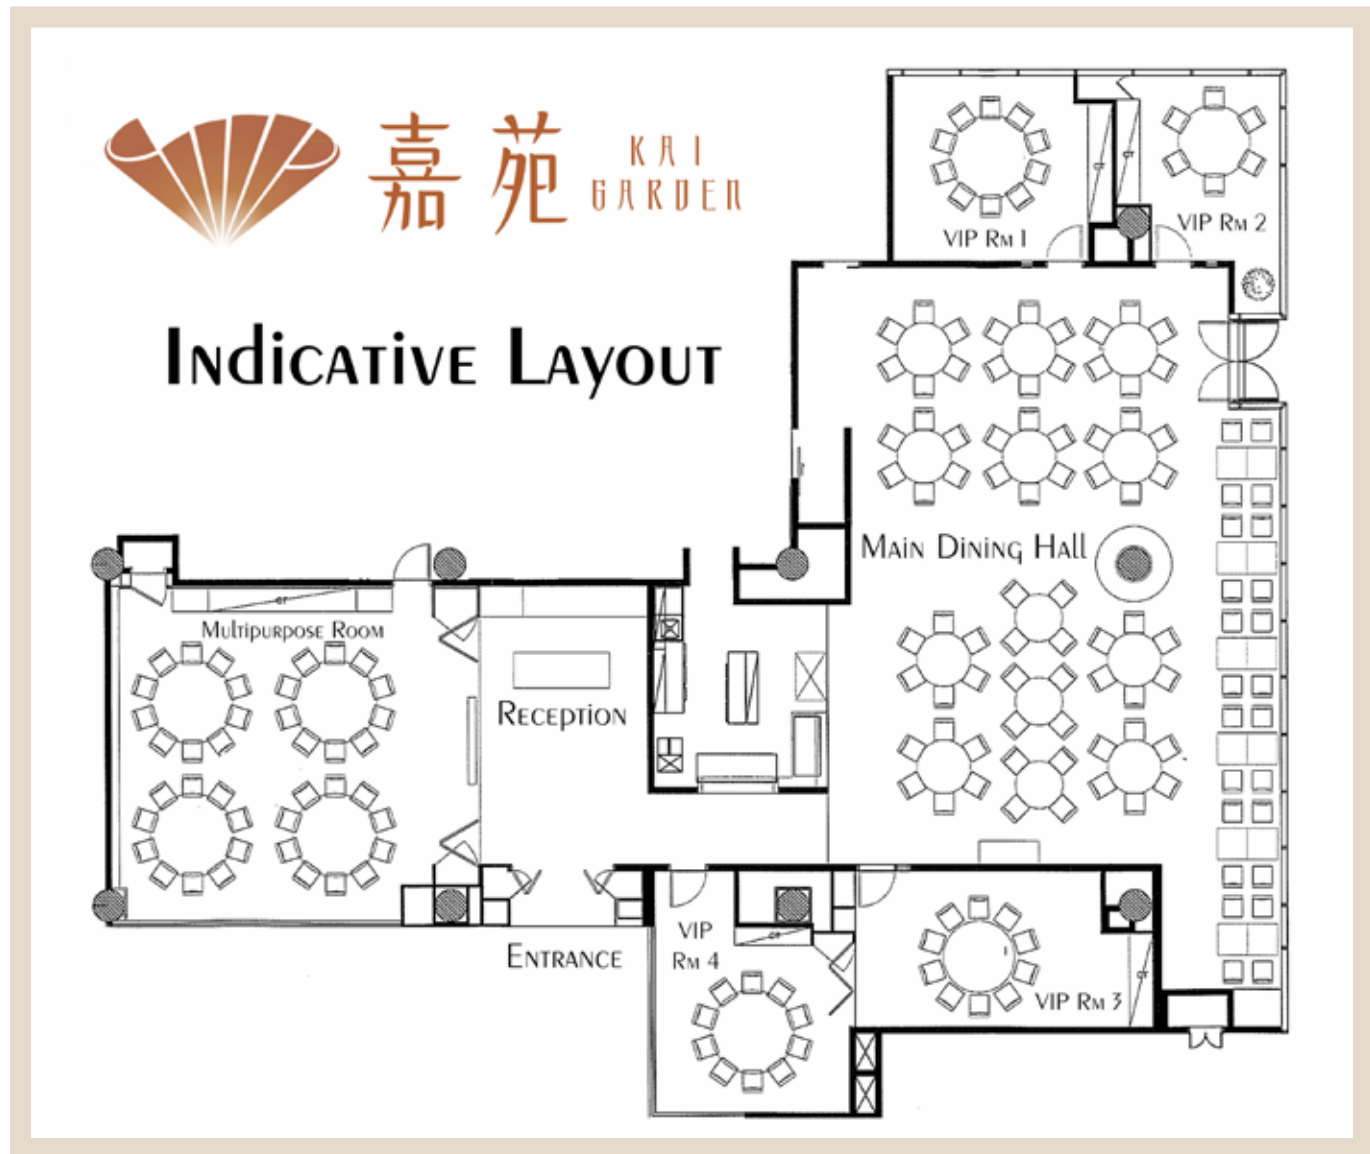 嘉苑 KAI
GARDEN
Indicative Layout
VIP Rm 1
VIP Rm 2
Main Dining Hall
Multipurpose Room
Reception
Entrance
VIP
Rm 4
VIP Rm 3